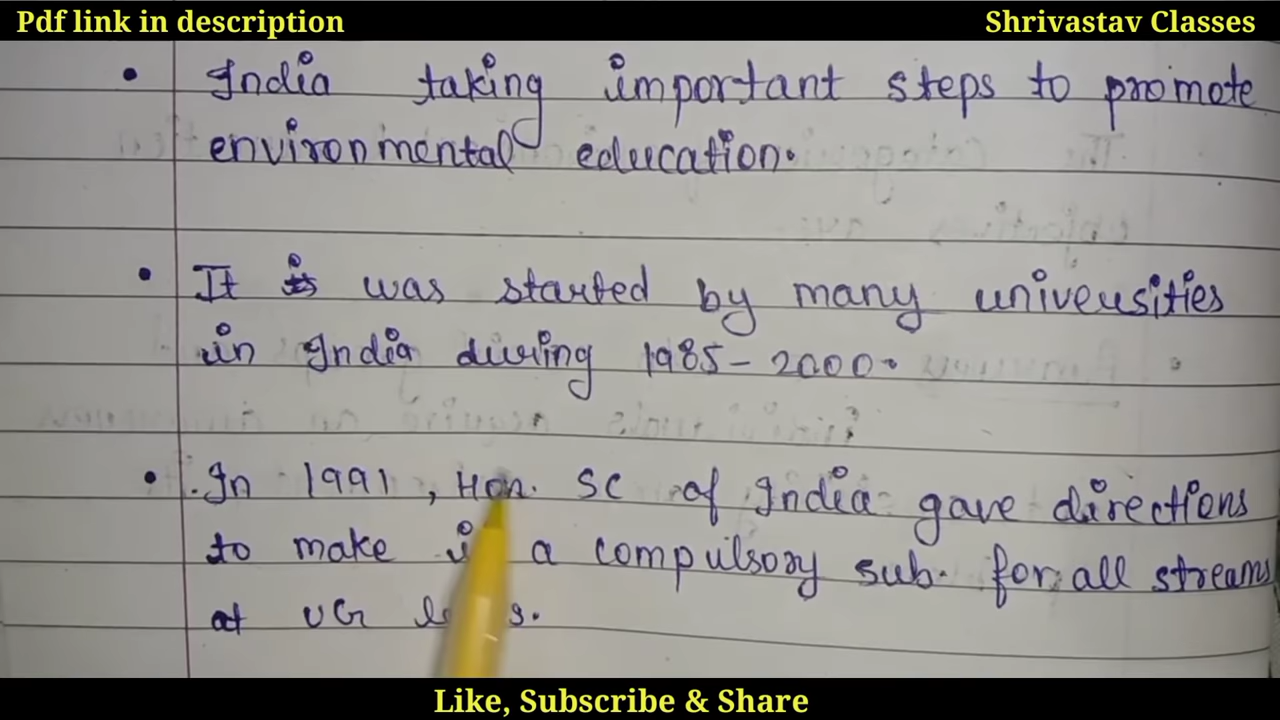 Pdf link in description
Shrivastav Classes
• India taking important steps to promote
environmental education.
• It was started by many universities
in India during 1985-2000.
• In 1991, Hon. SC of India gave directions
to make a compulsory sub. for all streams
at UG
Like, Subscribe & Share